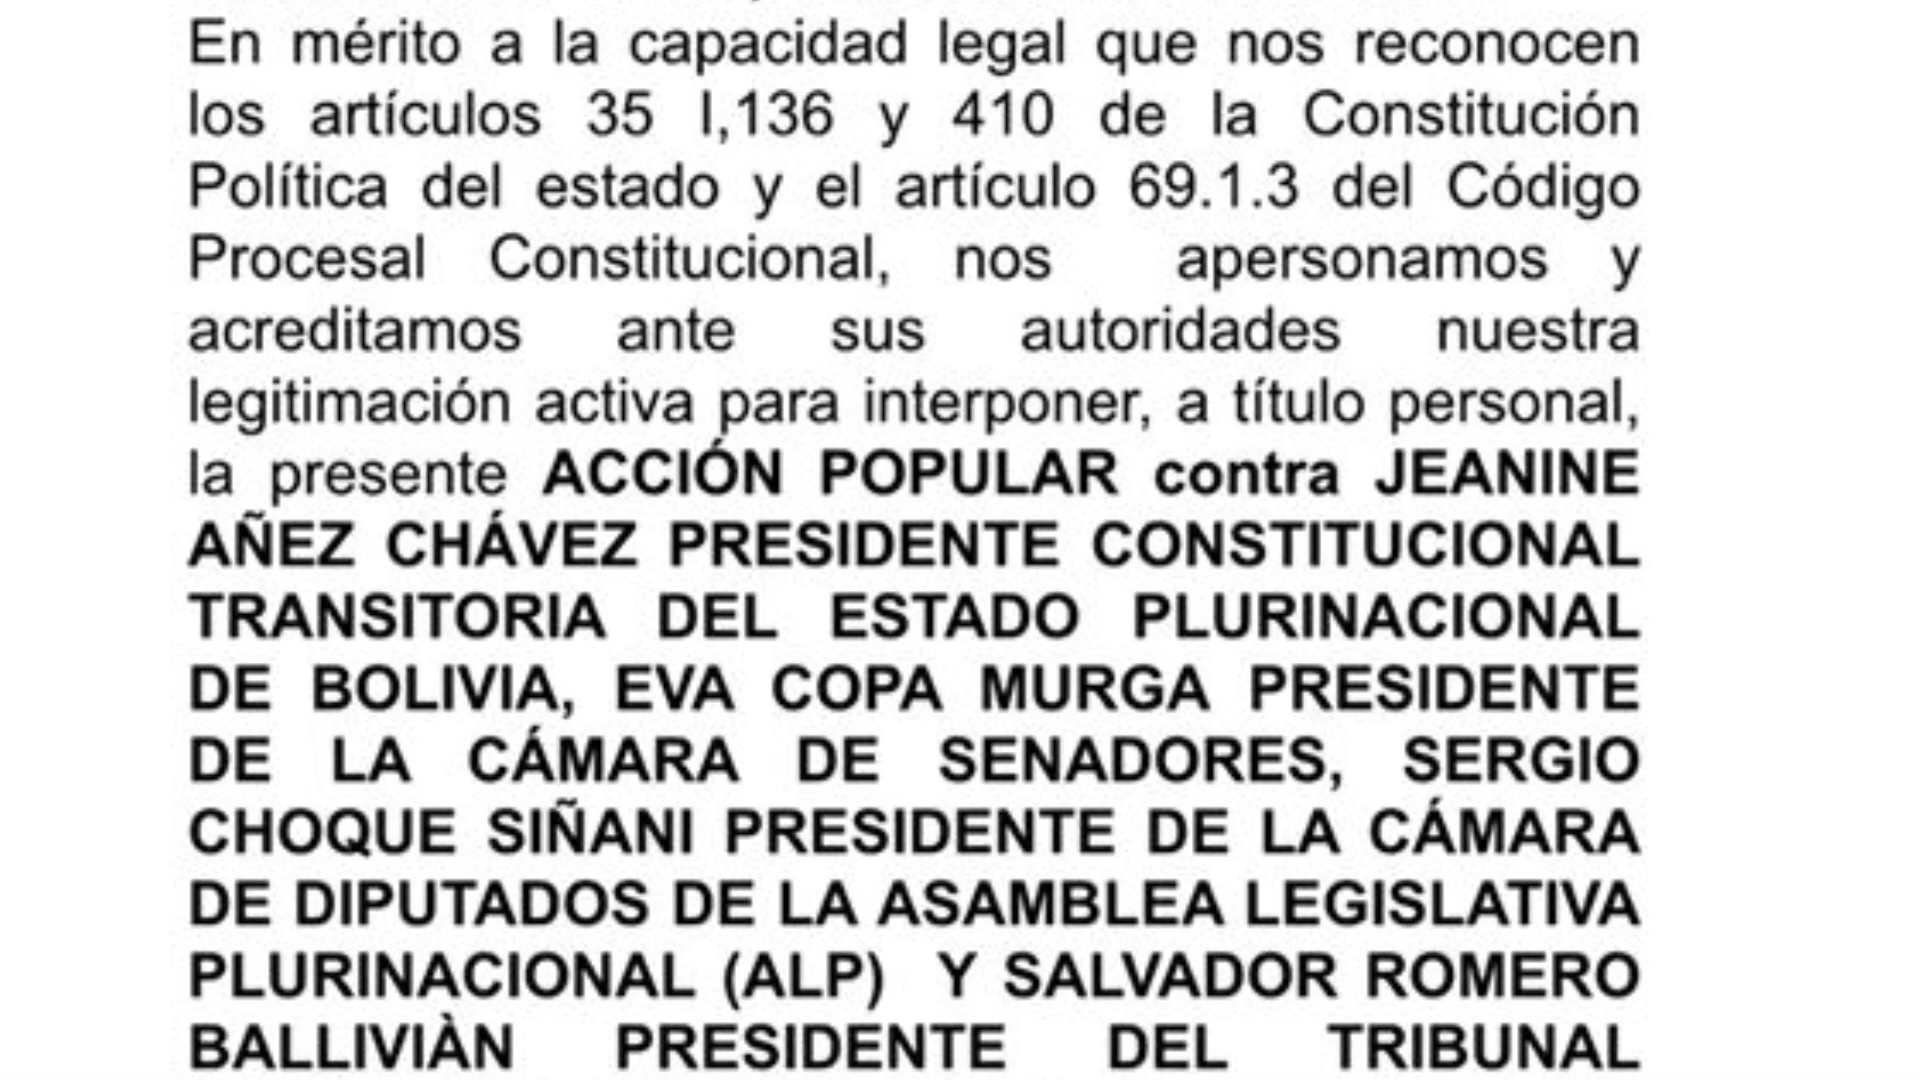 En mérito a la capacidad legal que nos reconocen
los artículos 35 I,136 y 410 de la Constitución
Política del estado y el artículo 69.1.3 del Código
Procesal Constitucional, nos apersonamos y
acreditamos ante sus autoridades nuestra
legitimación activa para interponer, a título personal,
la presente ACCIÓN POPULAR contra JEANINE
AÑEZ CHÁVEZ PRESIDENTE CONSTITUCIONAL
TRANSITORIA DEL ESTADO PLURINACIONAL
DE BOLIVIA, EVA COPA MURGA PRESIDENTE
DE LA CÁMARA DE SENADORES, SERGIO
CHOQUE SIÑANI PRESIDENTE DE LA CÁMARA
DE DIPUTADOS DE LA ASAMBLEA LEGISLATIVA
PLURINACIONAL (ALP) Y SALVADOR ROMERO
BALLIVIÀN PRESIDENTE DEL TRIBUNAL